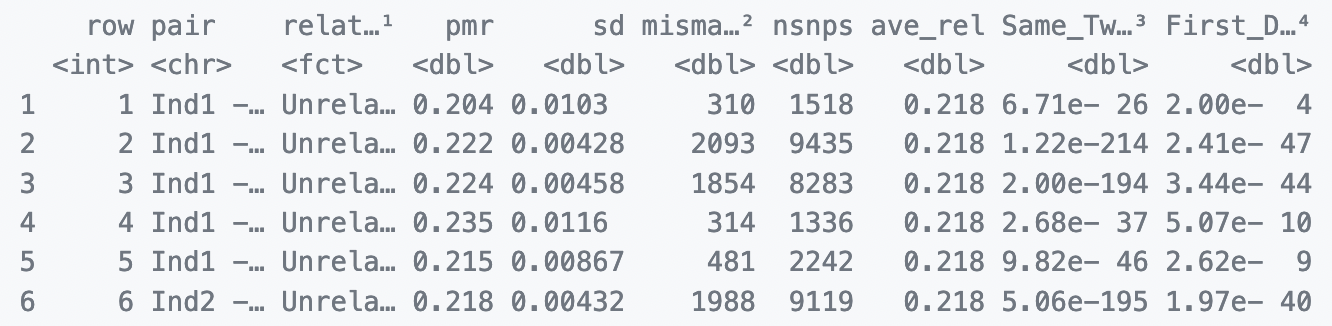 row pair relat…¹ pmr sd misma…² nsnps ave_rel Same_Tw…³ First_D…⁴
<int> <chr> <fct> <dbl> <dbl> <dbl> <dbl> <dbl> <dbl> <dbl>
1 1 Ind1 -… Unrela… 0.204 0.0103 310 1518 0.218 6.71e- 26 2.00e- 4
2 2 Ind1 -… Unrela… 0.222 0.00428 2093 9435 0.218 1.22e-214 2.41e- 47
3 3 Ind1 -… Unrela… 0.224 0.00458 1854 8283 0.218 2.00e-194 3.44e- 44
4 4 Ind1 -… Unrela… 0.235 0.0116 314 1336 0.218 2.68e- 37 5.07e- 10
5 5 Ind1 -… Unrela… 0.215 0.00867 481 2242 0.218 9.82e- 46 2.62e- 9
6 6 Ind2 -… Unrela… 0.218 0.00432 1988 9119 0.218 5.06e-195 1.97e- 40